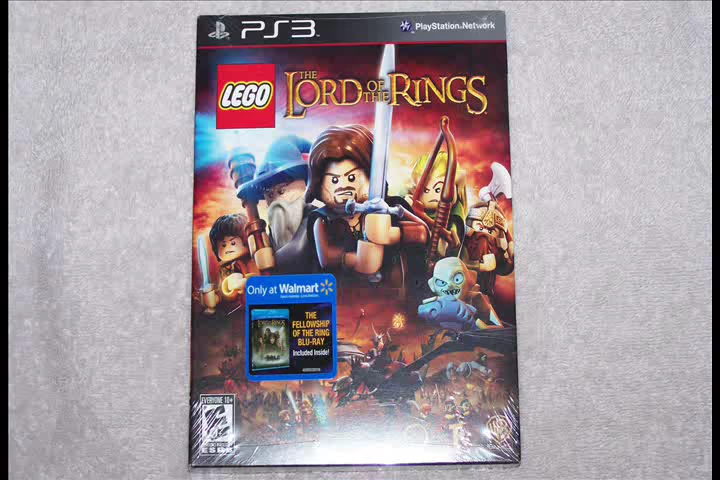 PS3
PlayStation Network
LEGO
THE
LORD OF THE RINGS
Only at Walmart
THE
FELLOWSHIP
OF THE RING
BLU-RAY
Included Inside!
EVERYONE 10+
ESRB